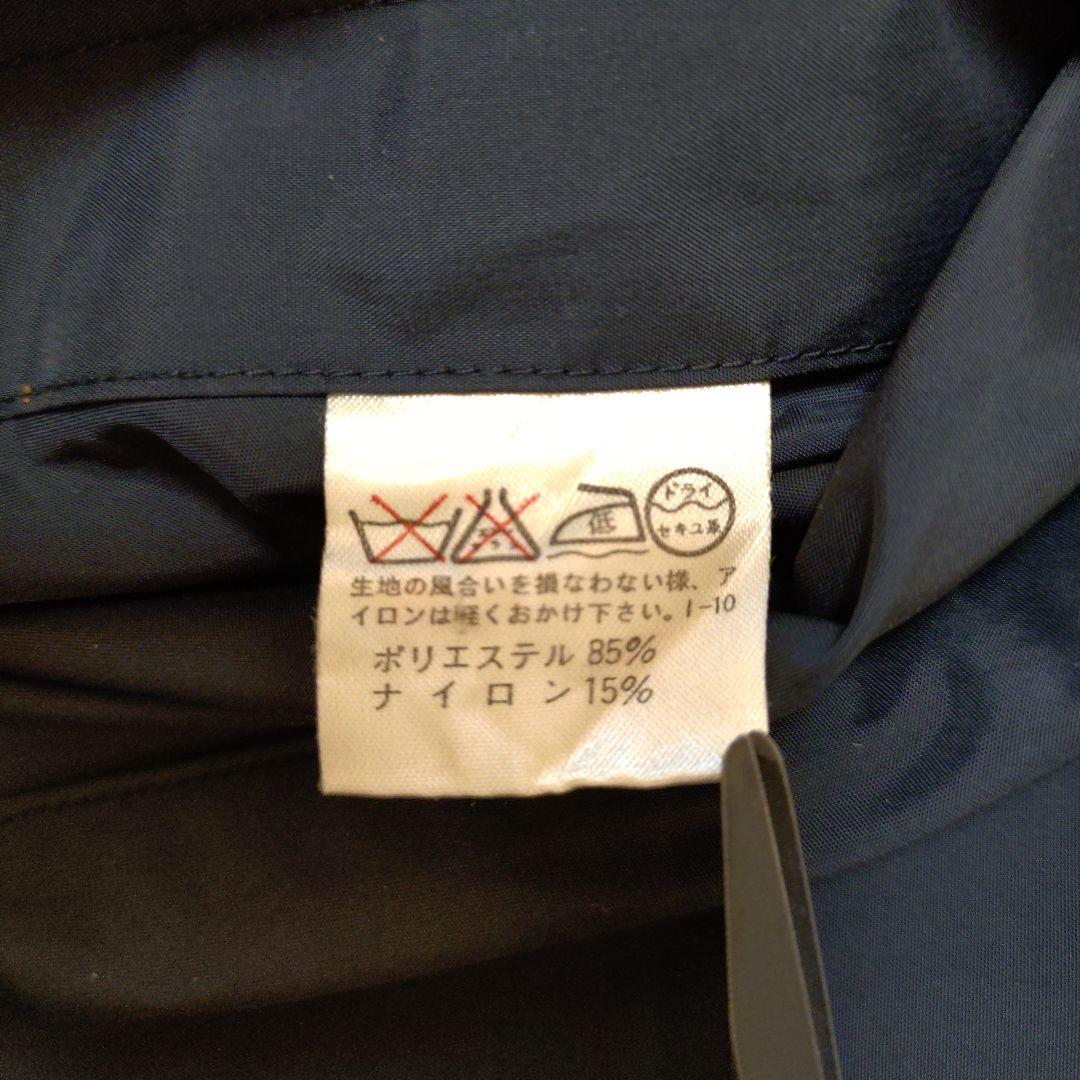 低
ドライ
セキユ系
生地の風合いを損なわない様、ア
イロンは軽くおかけ下さい。1-10
ポリエステル 85%
ナイロン 15%